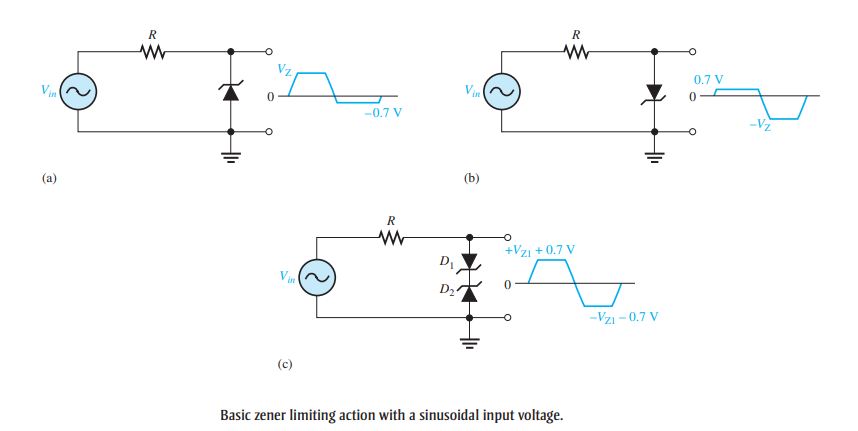 R
V_in
V_Z
0
–0.7 V
(a)
R
V_in
0.7 V
0
–V_Z
(b)
R
V_in
D_1
D_2
+V_Z1 + 0.7 V
0
–V_Z1 – 0.7 V
(c)
Basic zener limiting action with a sinusoidal input voltage.